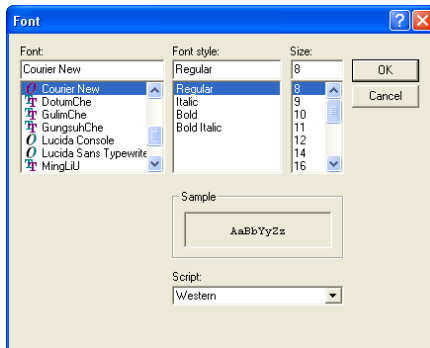 Font
Font: Font style: Size:
Courier New Regular 8 OK
Courier New Regular 8 Cancel
DotumChe Italic 9
GulimChe Bold 10
GungsuhChe Bold Italic 11
Lucida Console 12
Lucida Sans Typewrite 14
MingLiU 16
Sample
AaBbYyZz
Script:
Western